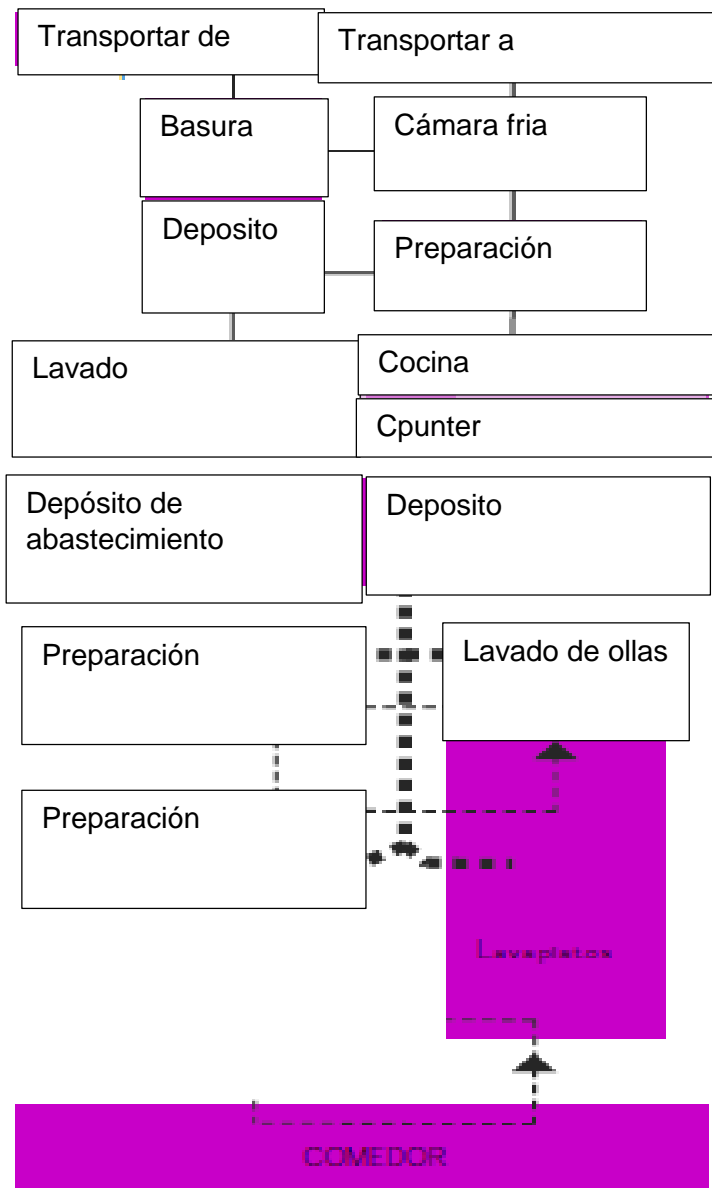 Transportar de
Transportar a
Basura
Cámara fria
Deposito
Preparación
Lavado
Cocina
Cpunter
Depósito de
abastecimiento
Deposito
Preparación
Lavado de ollas
Preparación
Lavapletos
COMEDOR